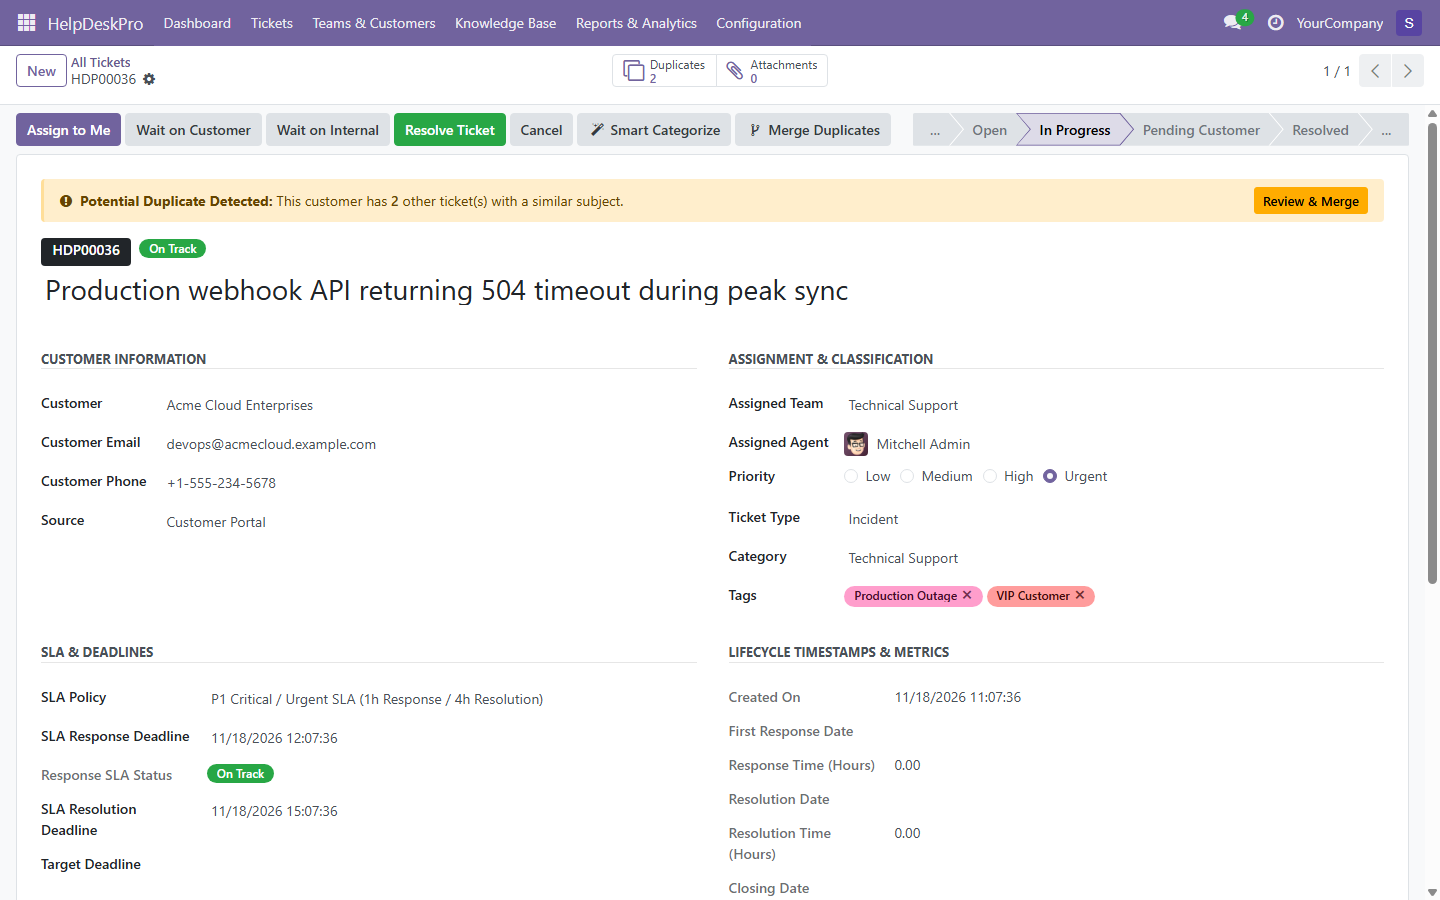 HelpDeskPro Dashboard Tickets Teams & Customers Knowledge Base Reports & Analytics Configuration 4 YourCompany S
New
All Tickets
HDP00036
Duplicates
2
Attachments
0
1 / 1
Assign to Me Wait on Customer Wait on Internal Resolve Ticket Cancel Smart Categorize Merge Duplicates ... Open In Progress Pending Customer Resolved ...
Potential Duplicate Detected: This customer has 2 other ticket(s) with a similar subject. Review & Merge
HDP00036 On Track
Production webhook API returning 504 timeout during peak sync
CUSTOMER INFORMATION
Customer Acme Cloud Enterprises
Customer Email devops@acmecloud.example.com
Customer Phone +1-555-234-5678
Source Customer Portal
ASSIGNMENT & CLASSIFICATION
Assigned Team Technical Support
Assigned Agent Mitchell Admin
Priority Low Medium High Urgent
Ticket Type Incident
Category Technical Support
Tags Production Outage × VIP Customer ×
SLA & DEADLINES
SLA Policy P1 Critical / Urgent SLA (1h Response / 4h Resolution)
SLA Response Deadline 11/18/2026 12:07:36
Response SLA Status On Track
SLA Resolution Deadline 11/18/2026 15:07:36
Target Deadline
LIFECYCLE TIMESTAMPS & METRICS
Created On 11/18/2026 11:07:36
First Response Date
Response Time (Hours) 0.00
Resolution Date
Resolution Time (Hours) 0.00
Closing Date